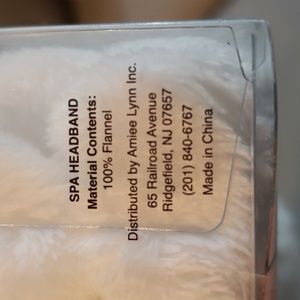 SPA HEADBAND
Material Contents:
100% Flannel
Distributed by Amiee Lynn Inc.
65 Railroad Avenue
Ridgefield, NJ 07657
(201) 840-6767
Made in China